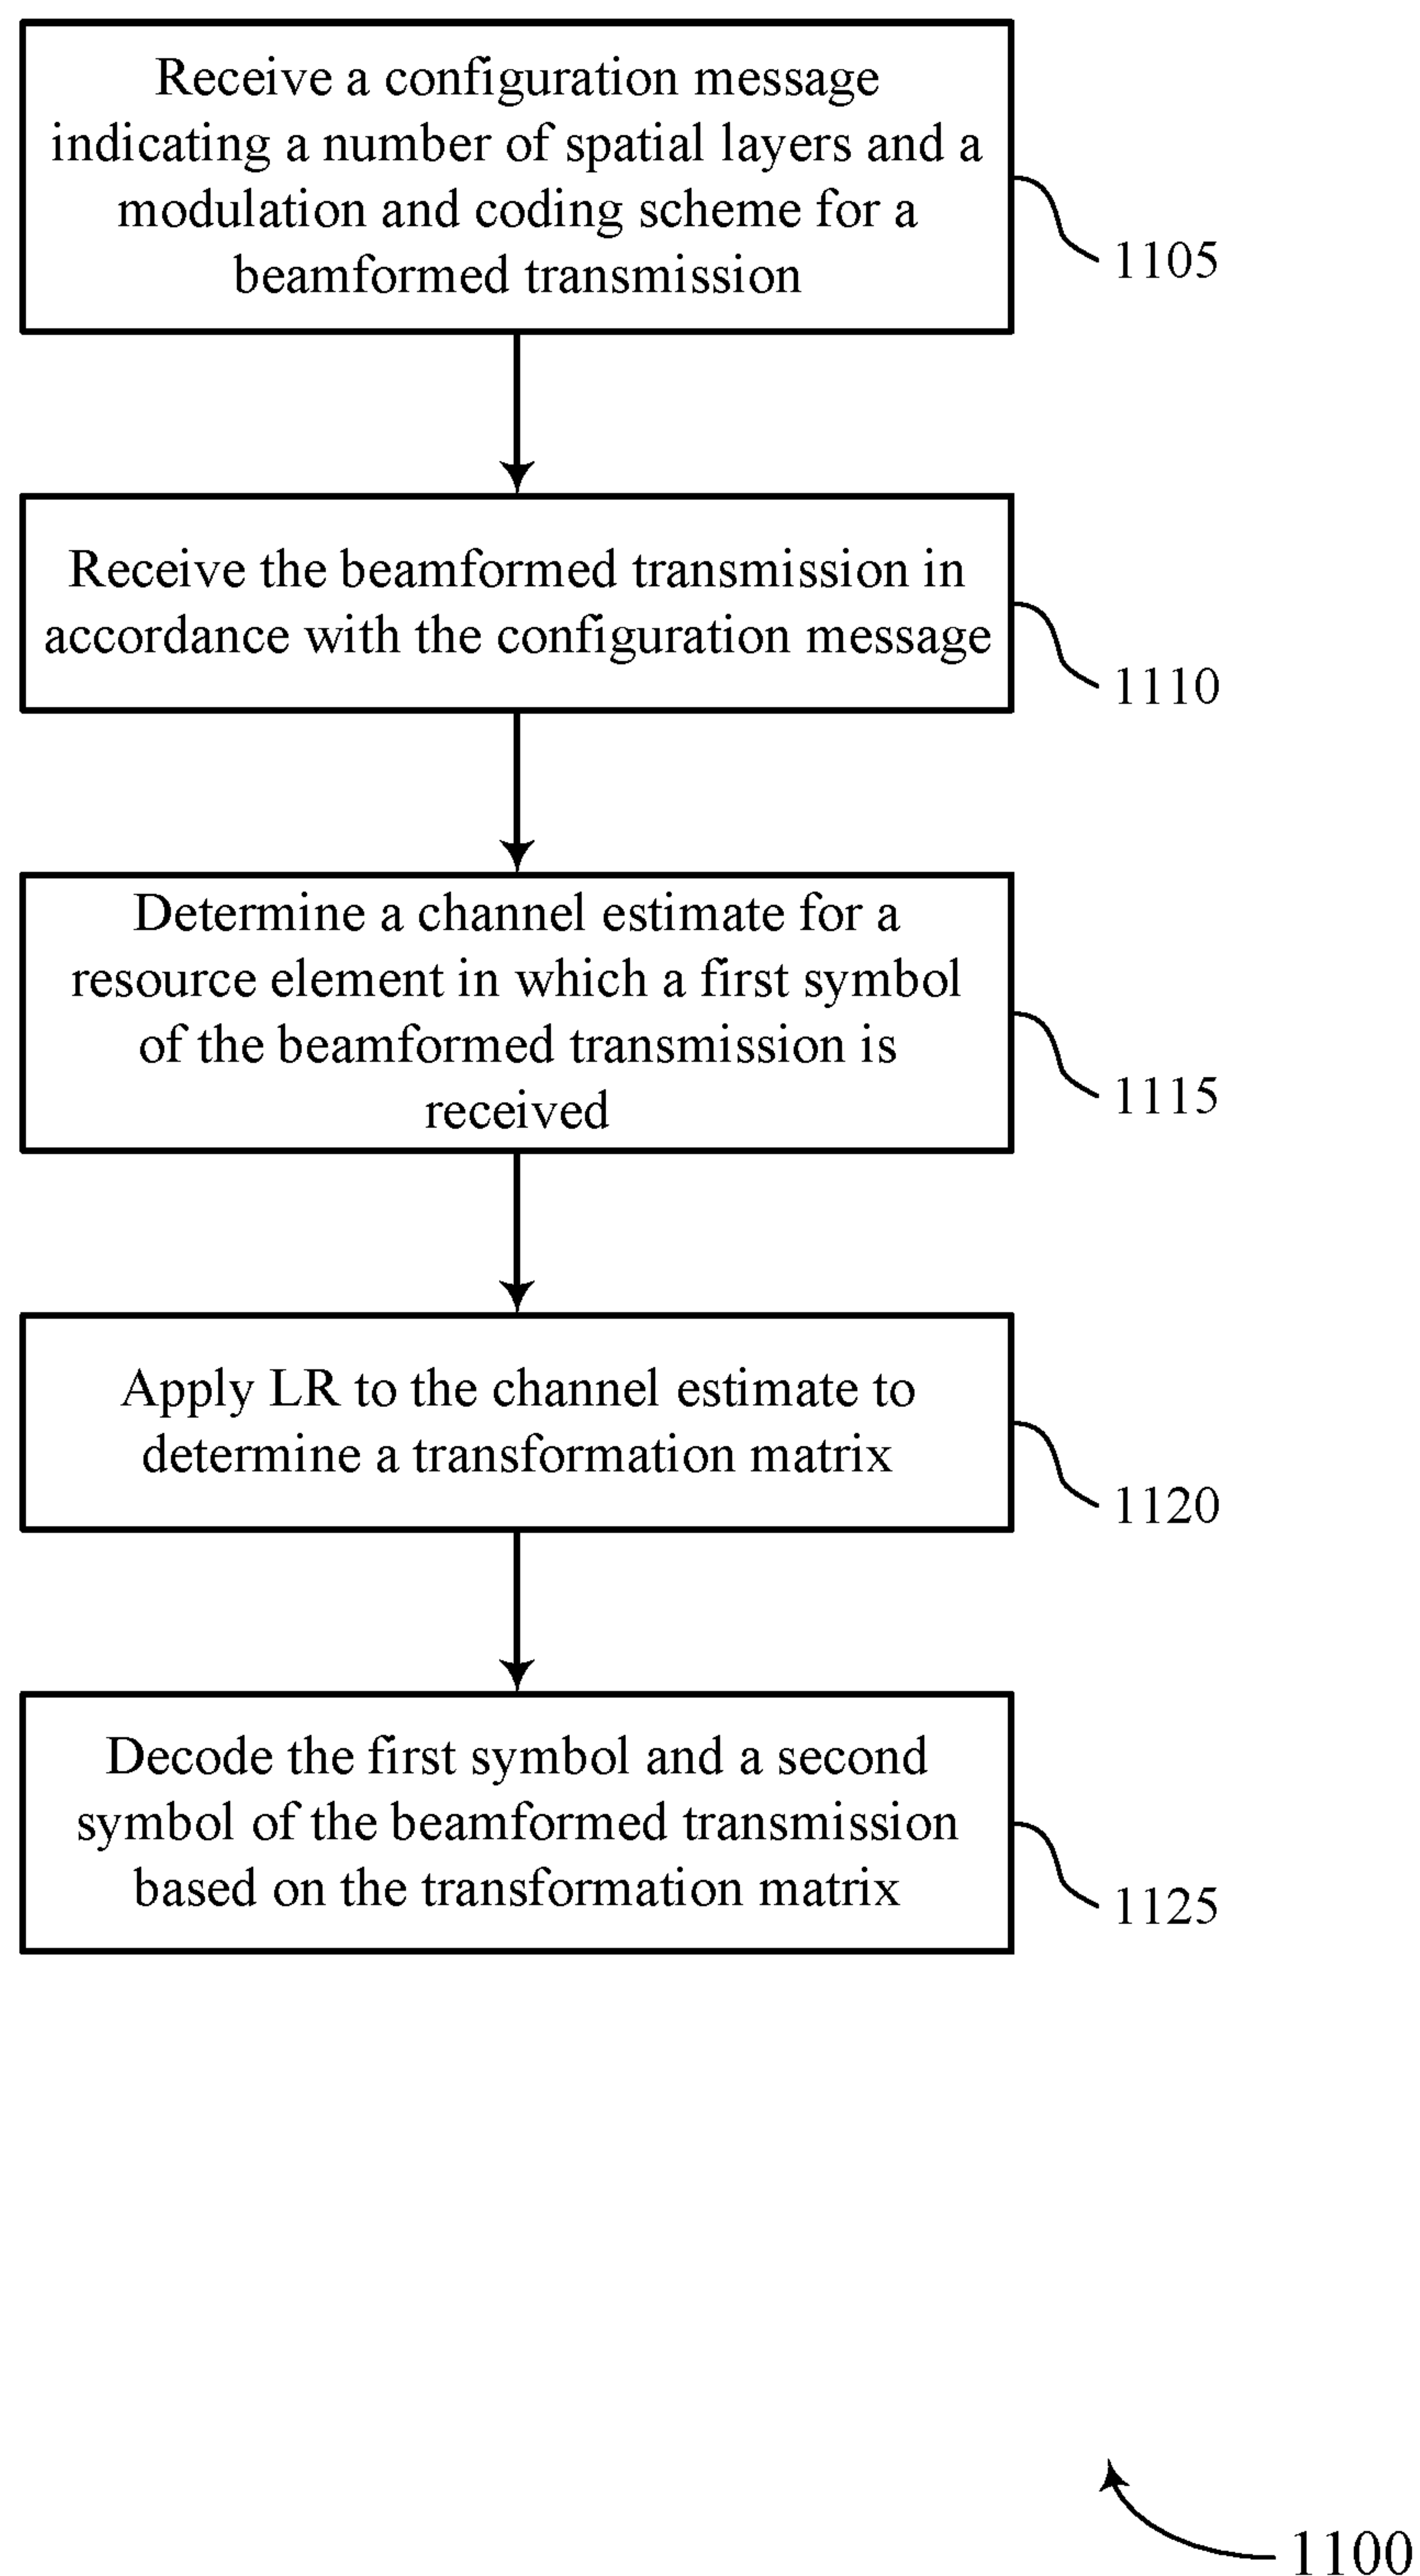 Receive a configuration message
indicating a number of spatial layers and a
modulation and coding scheme for a
beamformed transmission
1105
Receive the beamformed transmission in
accordance with the configuration message
1110
Determine a channel estimate for a
resource element in which a first symbol
of the beamformed transmission is
received
1115
Apply LR to the channel estimate to
determine a transformation matrix
1120
Decode the first symbol and a second
symbol of the beamformed transmission
based on the transformation matrix
1125
1100